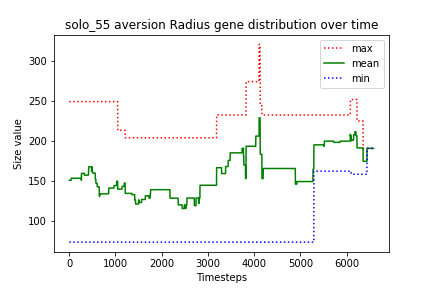 solo_55 aversion Radius gene distribution over time
max
mean
min
Size value
300
250
200
150
100
0 1000 2000 3000 4000 5000 6000
Timesteps